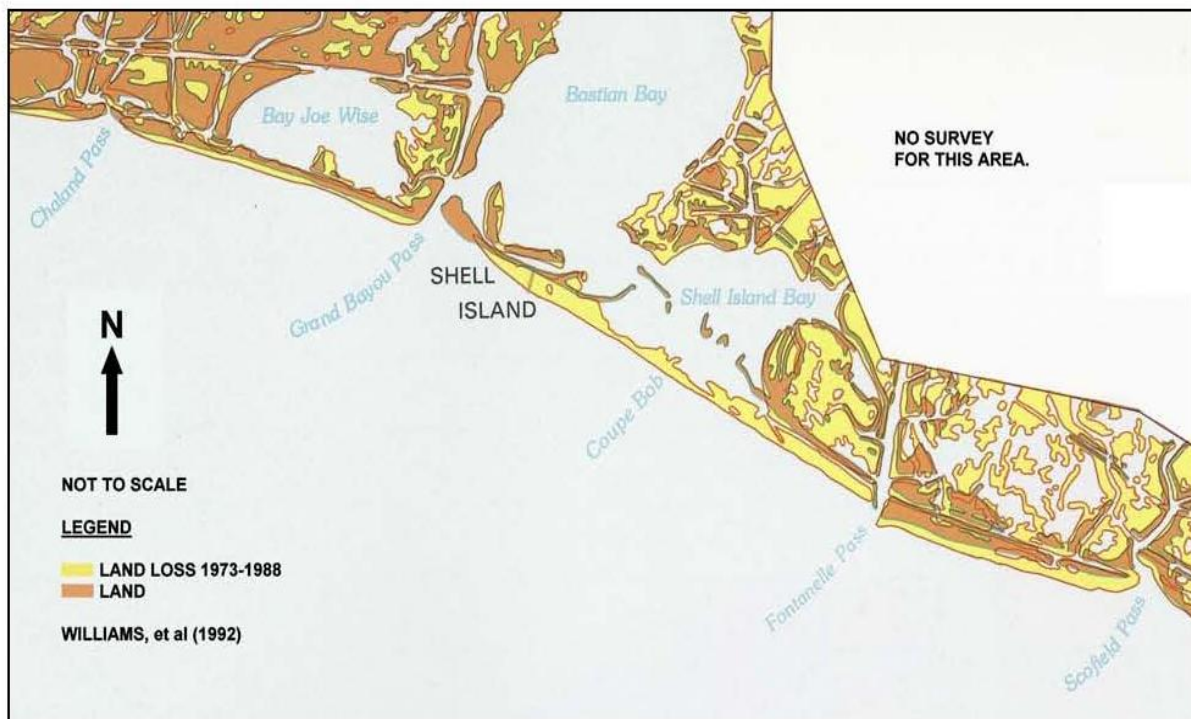 Bastian Bay
Bay Joe Wise
NO SURVEY
FOR THIS AREA.
Chaland Pass
Grand Bayou Pass
SHELL
ISLAND
Shell Island Bay
N
Coupe Bob
NOT TO SCALE
LEGEND
LAND LOSS 1973-1988
LAND
WILLIAMS, et al (1992)
Fontanelle Pass
Scofield Pass